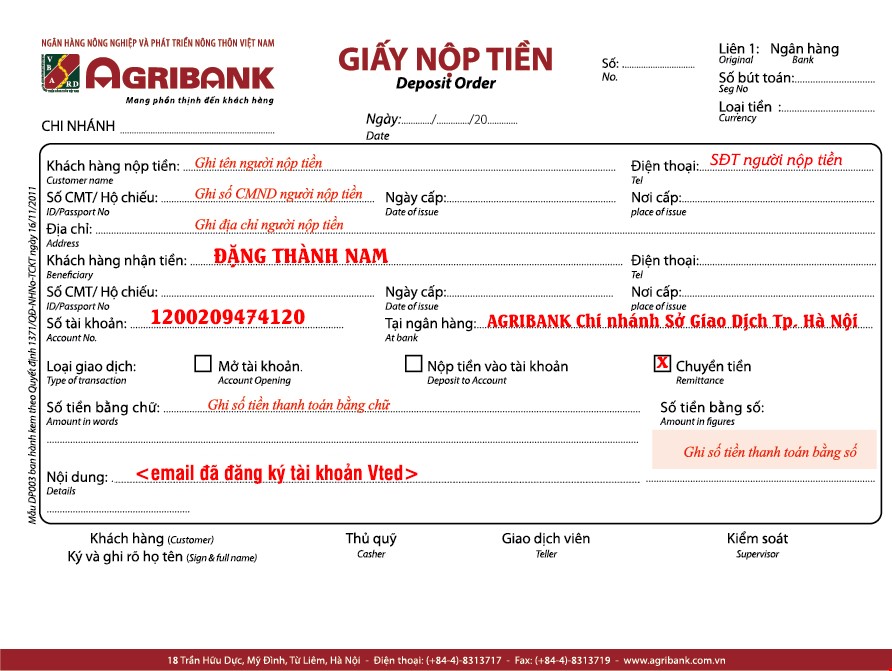 NGÂN HÀNG NÔNG NGHIỆP VÀ PHÁT TRIỂN NÔNG THÔN VIỆT NAM
VBARD
AGRIBANK
Mang phồn thịnh đến khách hàng
CHI NHÁNH ..........
GIẤY NỘP TIỀN
Deposit Order
Ngày:............/............./20............
Date
Số: ..........
No.
Liên 1: Ngân hàng
Original Bank
Số bút toán:..........
Seg No
Loại tiền :..........
Currency
Khách hàng nộp tiền: Ghi tên người nộp tiền Điện thoại: SĐT người nộp tiền
Customer name Tel
Số CMT/ Hộ chiếu: Ghi số CMND người nộp tiền Ngày cấp:.......... Nơi cấp:..........
ID/Passport No Date of issue place of issue
Địa chỉ: Ghi địa chỉ người nộp tiền
Address
Khách hàng nhận tiền: ĐẶNG THÀNH NAM Điện thoại:..........
Beneficiary Tel
Số CMT/ Hộ chiếu: .......... Ngày cấp:.......... Nơi cấp:..........
ID/Passport No Date of issue place of issue
Số tài khoản: 1200209474120 Tại ngân hàng: AGRIBANK Chi nhánh Sở Giao Dịch Tp. Hà Nội
Account No. At bank
Loại giao dịch: Mở tài khoản. Nộp tiền vào tài khoản X Chuyển tiền
Type of transaction Account Opening Deposit to Account Remittance
Số tiền bằng chữ: Ghi số tiền thanh toán bằng chữ Số tiền bằng số:
Amount in words Amount in figures
Ghi số tiền thanh toán bằng số
Nội dung: <email đã đăng ký tài khoản Vted>
Details
Khách hàng (Customer) Thủ quỹ Giao dịch viên Kiểm soát
Ký và ghi rõ họ tên (Sign & full name) Casher Teller Supervisor
Mẫu DP003 ban hành kèm theo Quyết định 1371/QĐ-NHNo-TCKT ngày 16/11/2011
18 Trần Hữu Dực, Mỹ Đình, Từ Liêm, Hà Nội - Điện thoại: (+84-4)-8313717 - Fax: (+84-4)-8313719 - www.agribank.com.vn